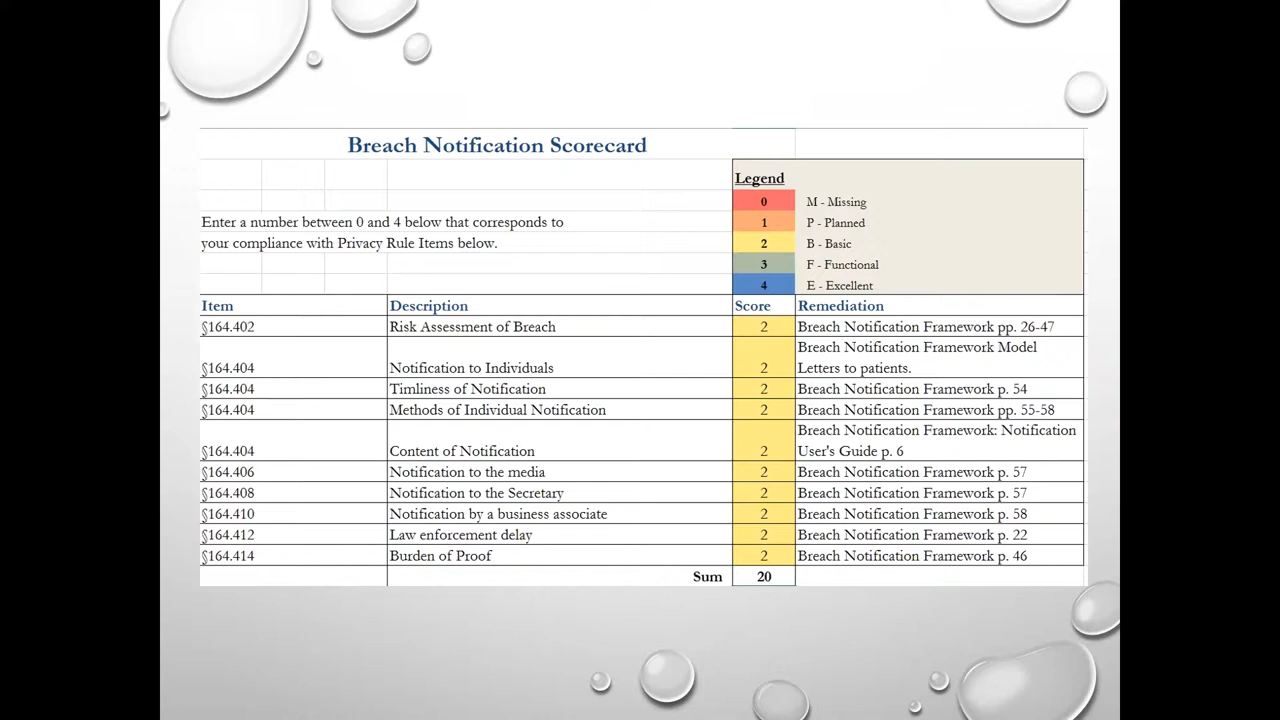 Breach Notification Scorecard
Legend
0 M - Missing
Enter a number between 0 and 4 below that corresponds to 1 P - Planned
your compliance with Privacy Rule Items below. 2 B - Basic
3 F - Functional
4 E - Excellent
Item Description Score Remediation
§164.402 Risk Assessment of Breach 2 Breach Notification Framework pp. 26-47
Breach Notification Framework Model
§164.404 Notification to Individuals 2 Letters to patients.
§164.404 Timliness of Notification 2 Breach Notification Framework p. 54
§164.404 Methods of Individual Notification 2 Breach Notification Framework pp. 55-58
Breach Notification Framework: Notification
§164.404 Content of Notification 2 User's Guide p. 6
§164.406 Notification to the media 2 Breach Notification Framework p. 57
§164.408 Notification to the Secretary 2 Breach Notification Framework p. 57
§164.410 Notification by a business associate 2 Breach Notification Framework p. 58
§164.412 Law enforcement delay 2 Breach Notification Framework p. 22
§164.414 Burden of Proof 2 Breach Notification Framework p. 46
Sum 20